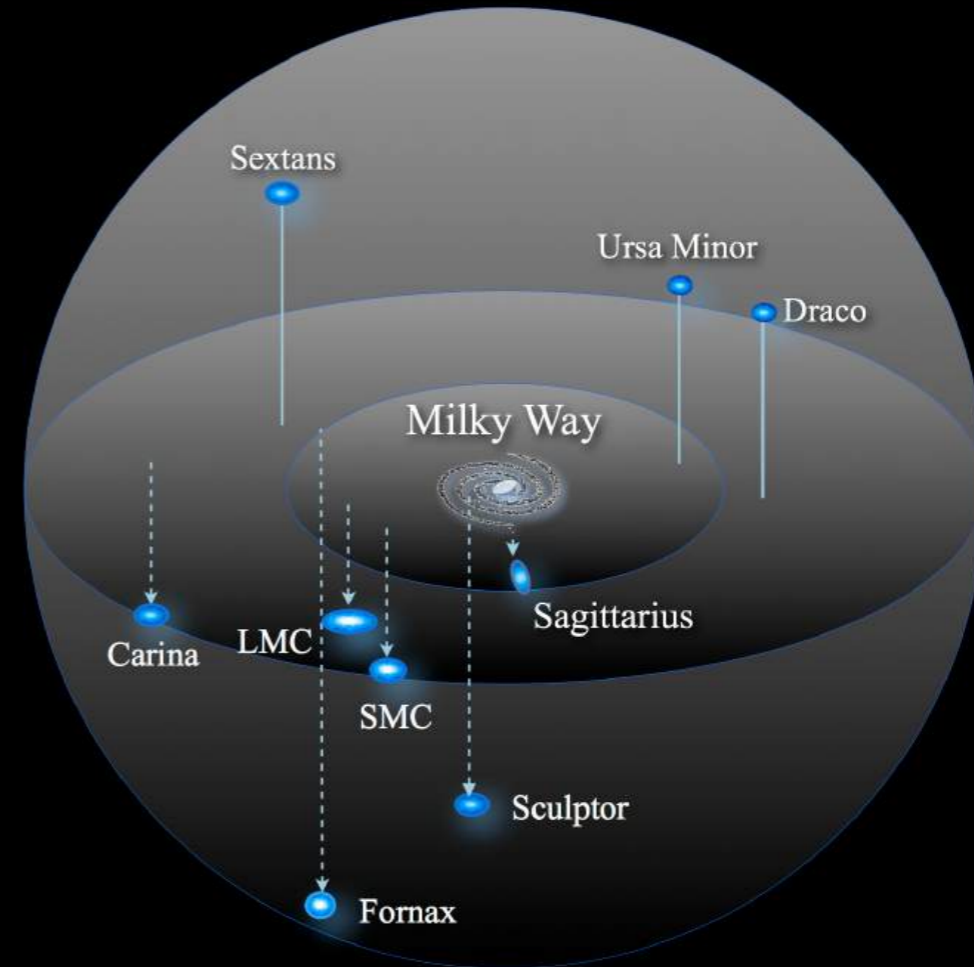 Sextans
Ursa Minor
Draco
Milky Way
Sagittarius
LMC
Carina
SMC
Sculptor
Fornax